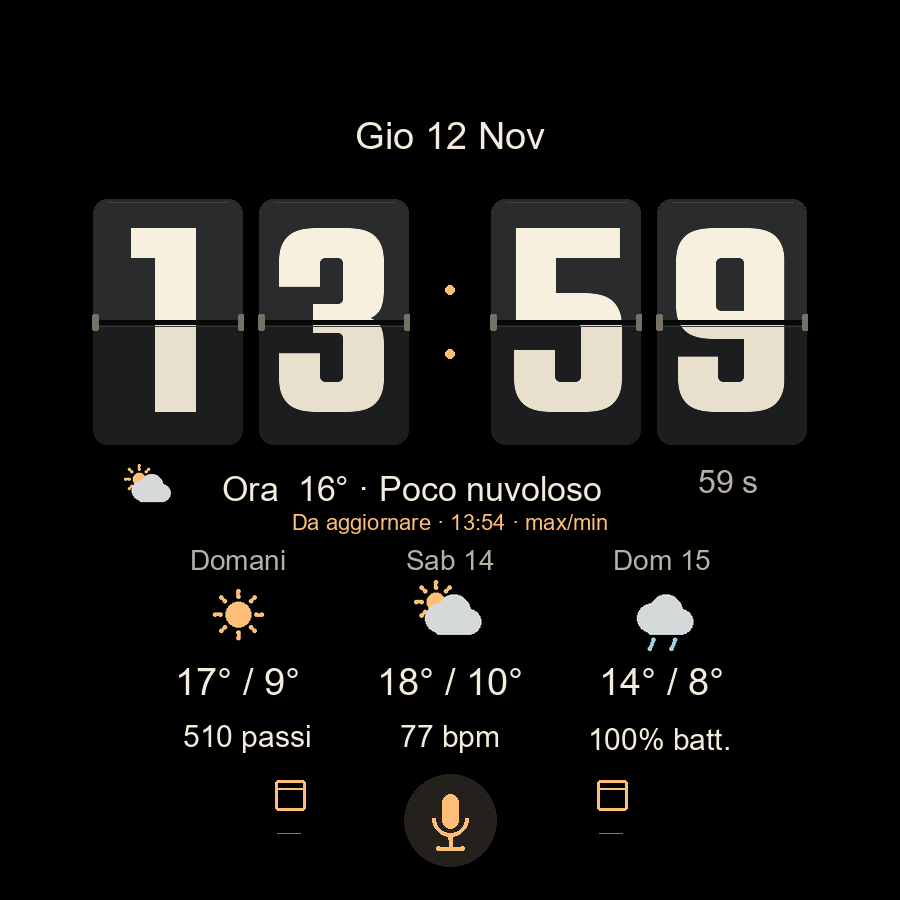 Gio 12 Nov
13:59
Ora 16° · Poco nuvoloso 59 s
Da aggiornare · 13:54 · max/min
Domani Sab 14 Dom 15
17° / 9° 18° / 10° 14° / 8°
510 passi 77 bpm 100% batt.